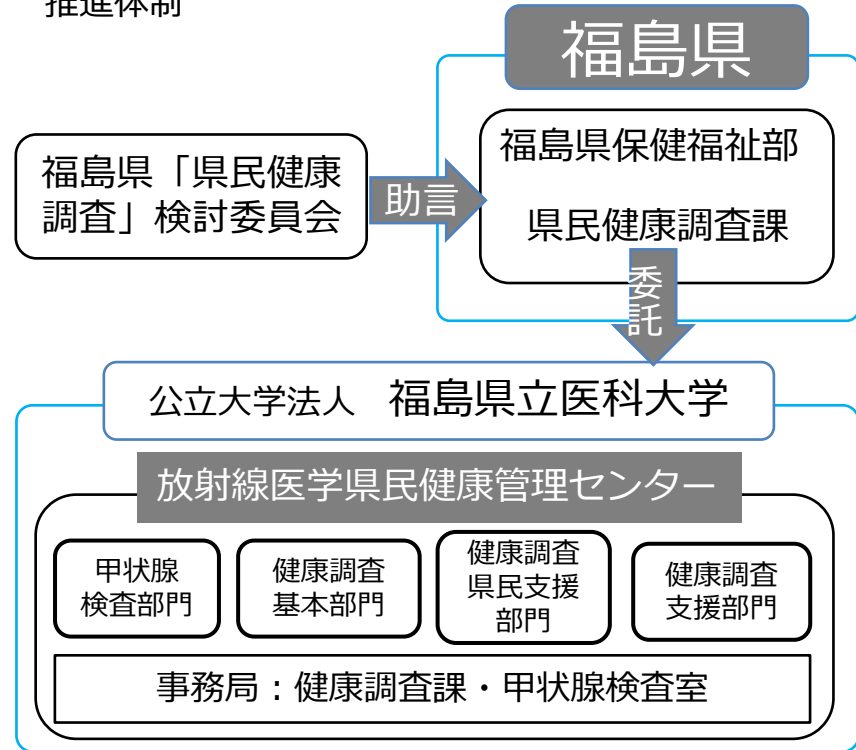 推進体制
福島県
福島県「県民健康
調査」検討委員会
助言
福島県保健福祉部
県民健康調査課
委
託
公立大学法人 福島県立医科大学
放射線医学県民健康管理センター
甲状腺
検査部門
健康調査
基本部門
健康調査
県民支援
部門
健康調査
支援部門
事務局：健康調査課・甲状腺検査室